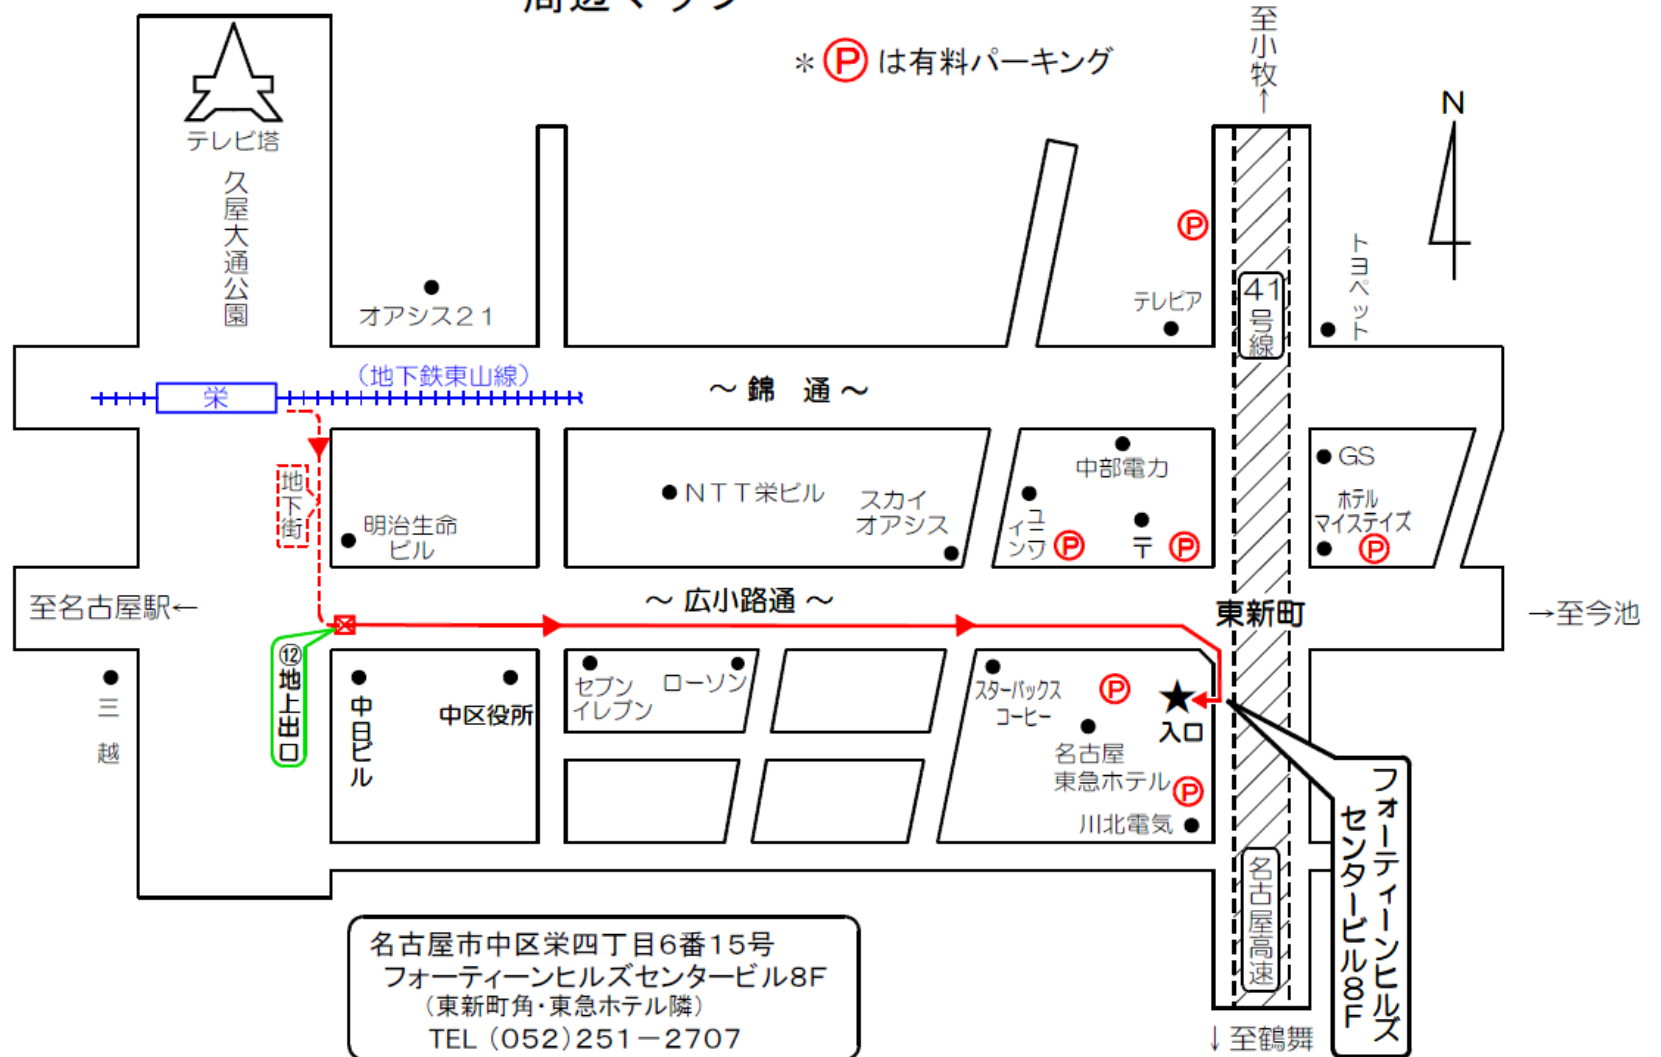 周辺マップ
＊Ⓟは有料パーキング
至小牧↑
N
テレビ塔
久屋大通公園
オアシス２１
テレピア
41号線
トヨペット
（地下鉄東山線）
栄
～ 錦　通 ～
地下街
明治生命
ビル
ＮＴＴ栄ビル
スカイ
オアシス
ユニゾ
イン
Ⓟ
中部電力
〒
Ⓟ
GS
ホテル
マイステイズ
Ⓟ
至名古屋駅←
～ 広小路通 ～
東新町
→至今池
⑫地上出口
三越
中日ビル
中区役所
セブン
イレブン
ローソン
スターバックス
コーヒー
Ⓟ
★
入口
名古屋
東急ホテル
Ⓟ
川北電気
フォーティーンヒルズ
センタービル８Ｆ
名古屋高速
↓至鶴舞
名古屋市中区栄四丁目6番15号
フォーティーンヒルズセンタービル8F
（東新町角・東急ホテル隣）
TEL (052)251－2707